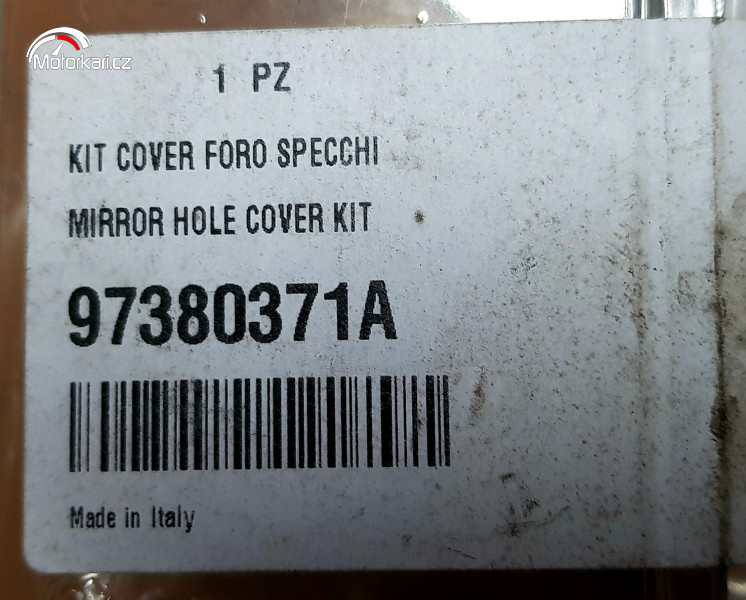 Motorkari.cz
1 PZ
KIT COVER FORO SPECCHI
MIRROR HOLE COVER KIT
97380371A
Made in Italy